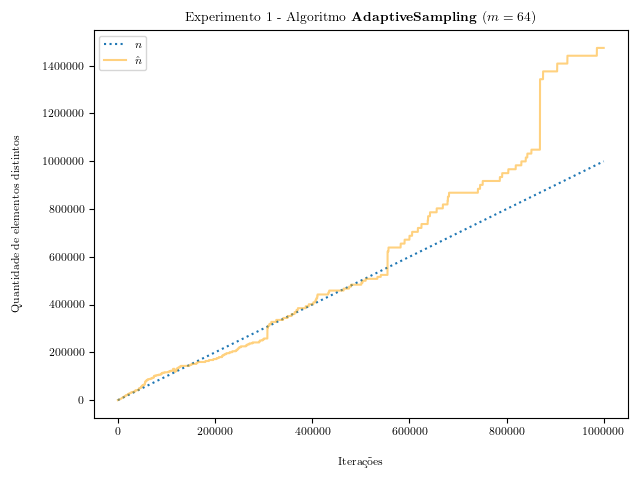 Experimento 1 - Algoritmo AdaptiveSampling (m = 64)
n
n̂
1400000
1200000
1000000
800000
600000
400000
200000
0
Quantidade de elementos distintos
0 200000 400000 600000 800000 1000000
Iterações